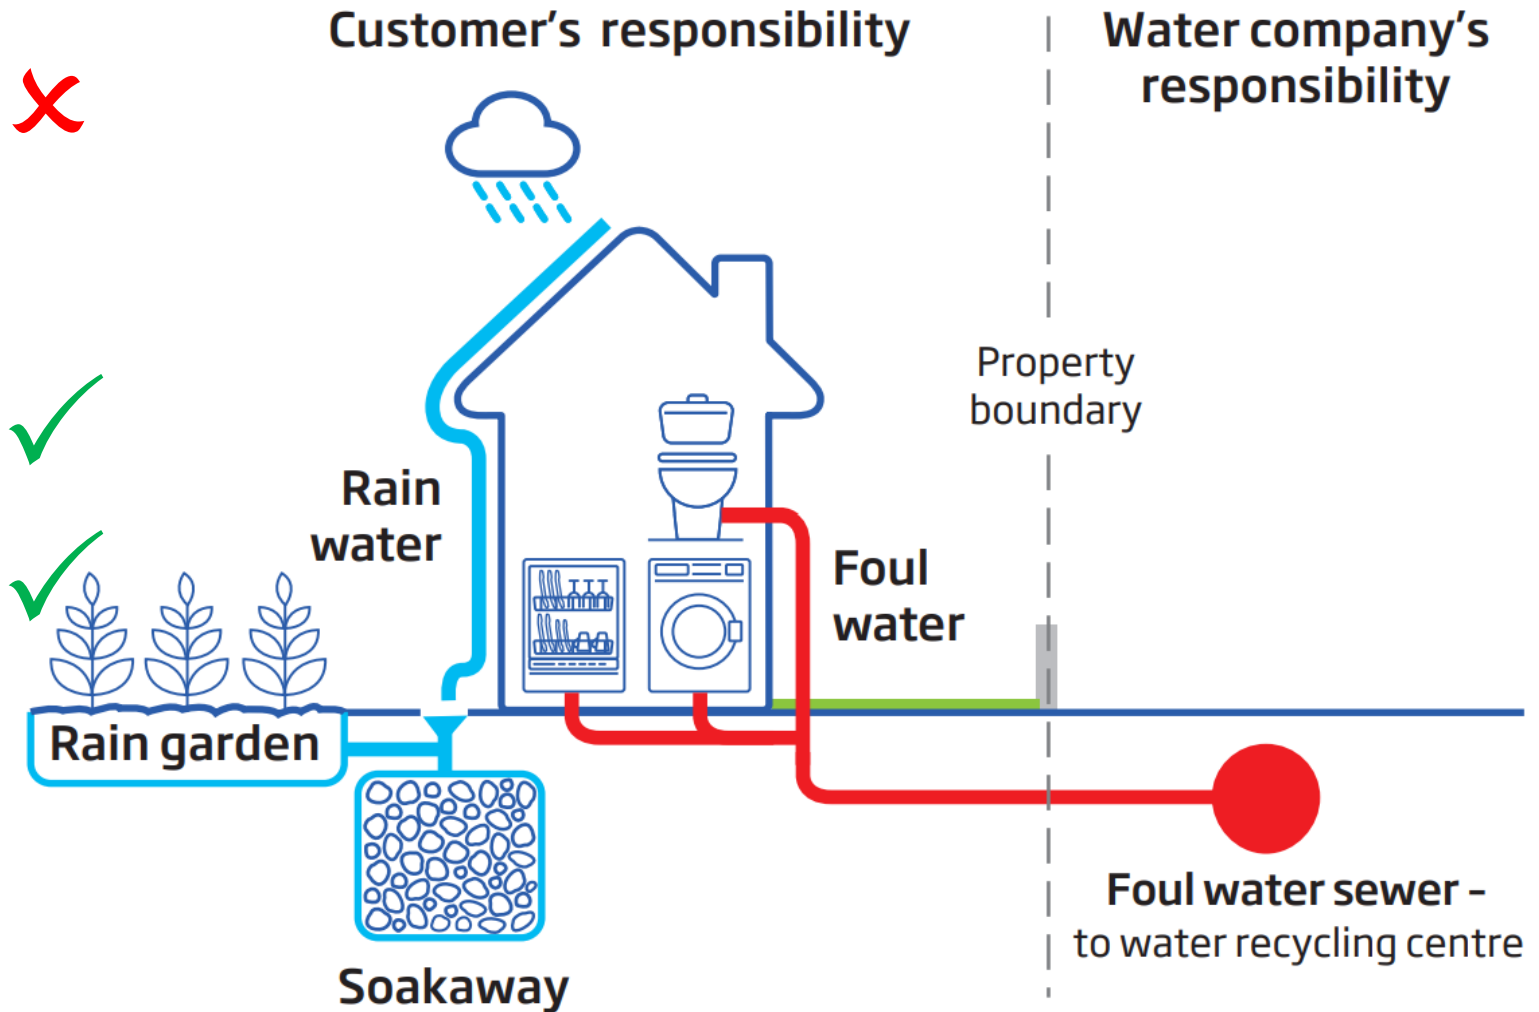 Customer's responsibility
Water company's
responsibility
Property
boundary
Rain
water
Foul
water
Rain garden
Foul water sewer –
to water recycling centre
Soakaway